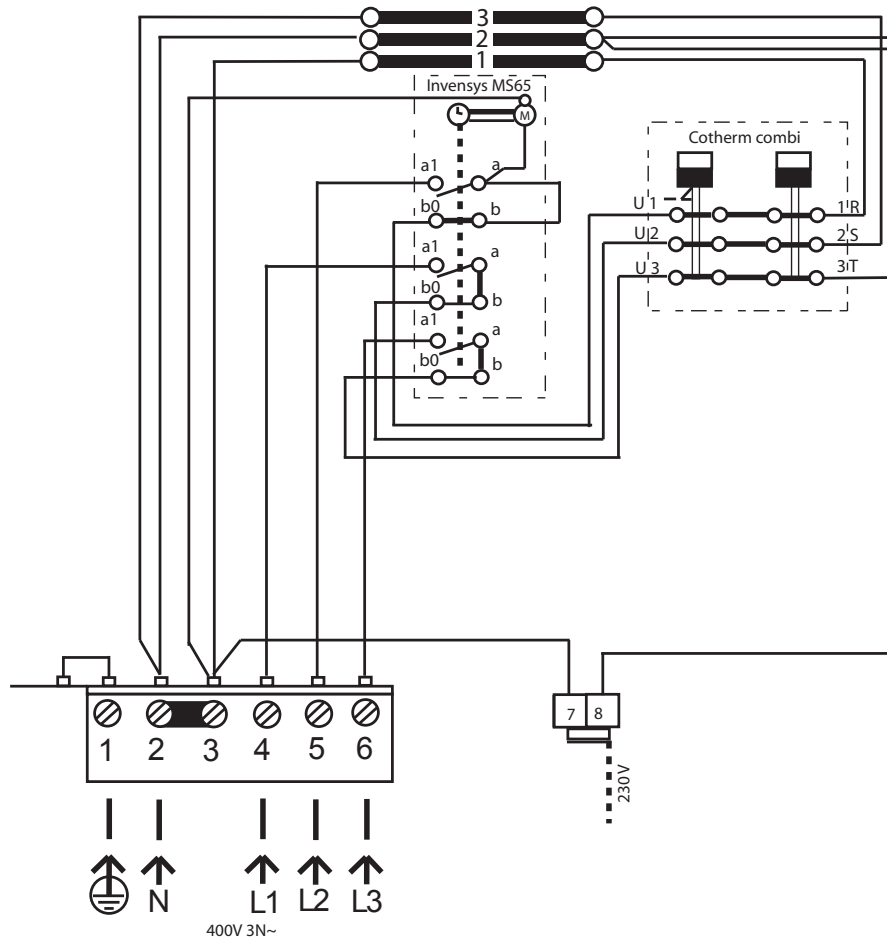 3
2
1
Invensys MS65
M
Cotherm combi
a1 a
b0 b
a1 a
b0 b
a1 a
b0 b
U 1 1 R
U 2 2 S
U 3 3 T
7 8
230 V
1 2 3 4 5 6
N L1 L2 L3
400V 3N~